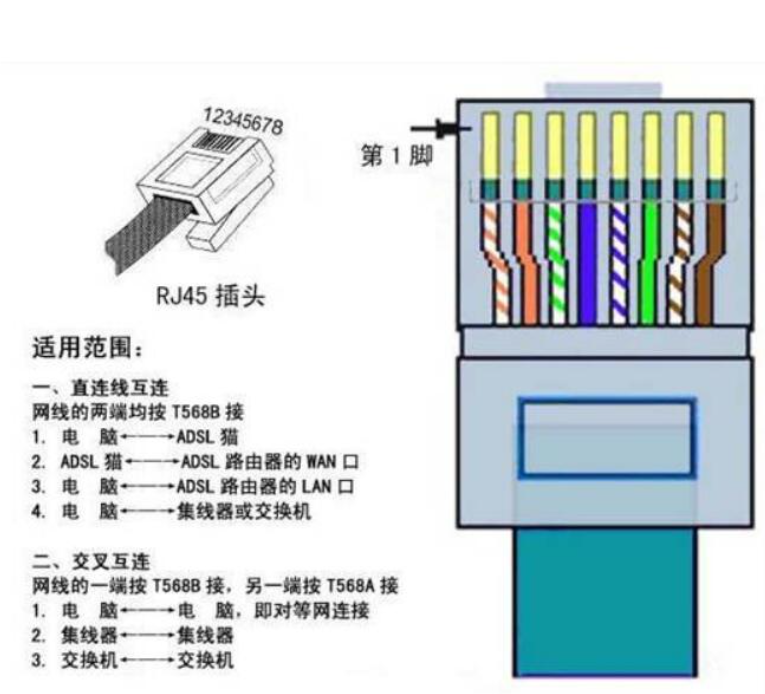 12345678
第 1 脚
RJ45 插头
适用范围：
一、直连线互连
网线的两端均按 T568B 接
1. 电 脑←——→ADSL 猫
2. ADSL 猫←——→ADSL 路由器的 WAN 口
3. 电 脑←——→ADSL 路由器的 LAN 口
4. 电 脑←——→集线器或交换机
二、交叉互连
网线的一端按 T568B 接，另一端按 T568A 接
1. 电 脑←——→电 脑，即对等网连接
2. 集线器←——→集线器
3. 交换机←——→交换机